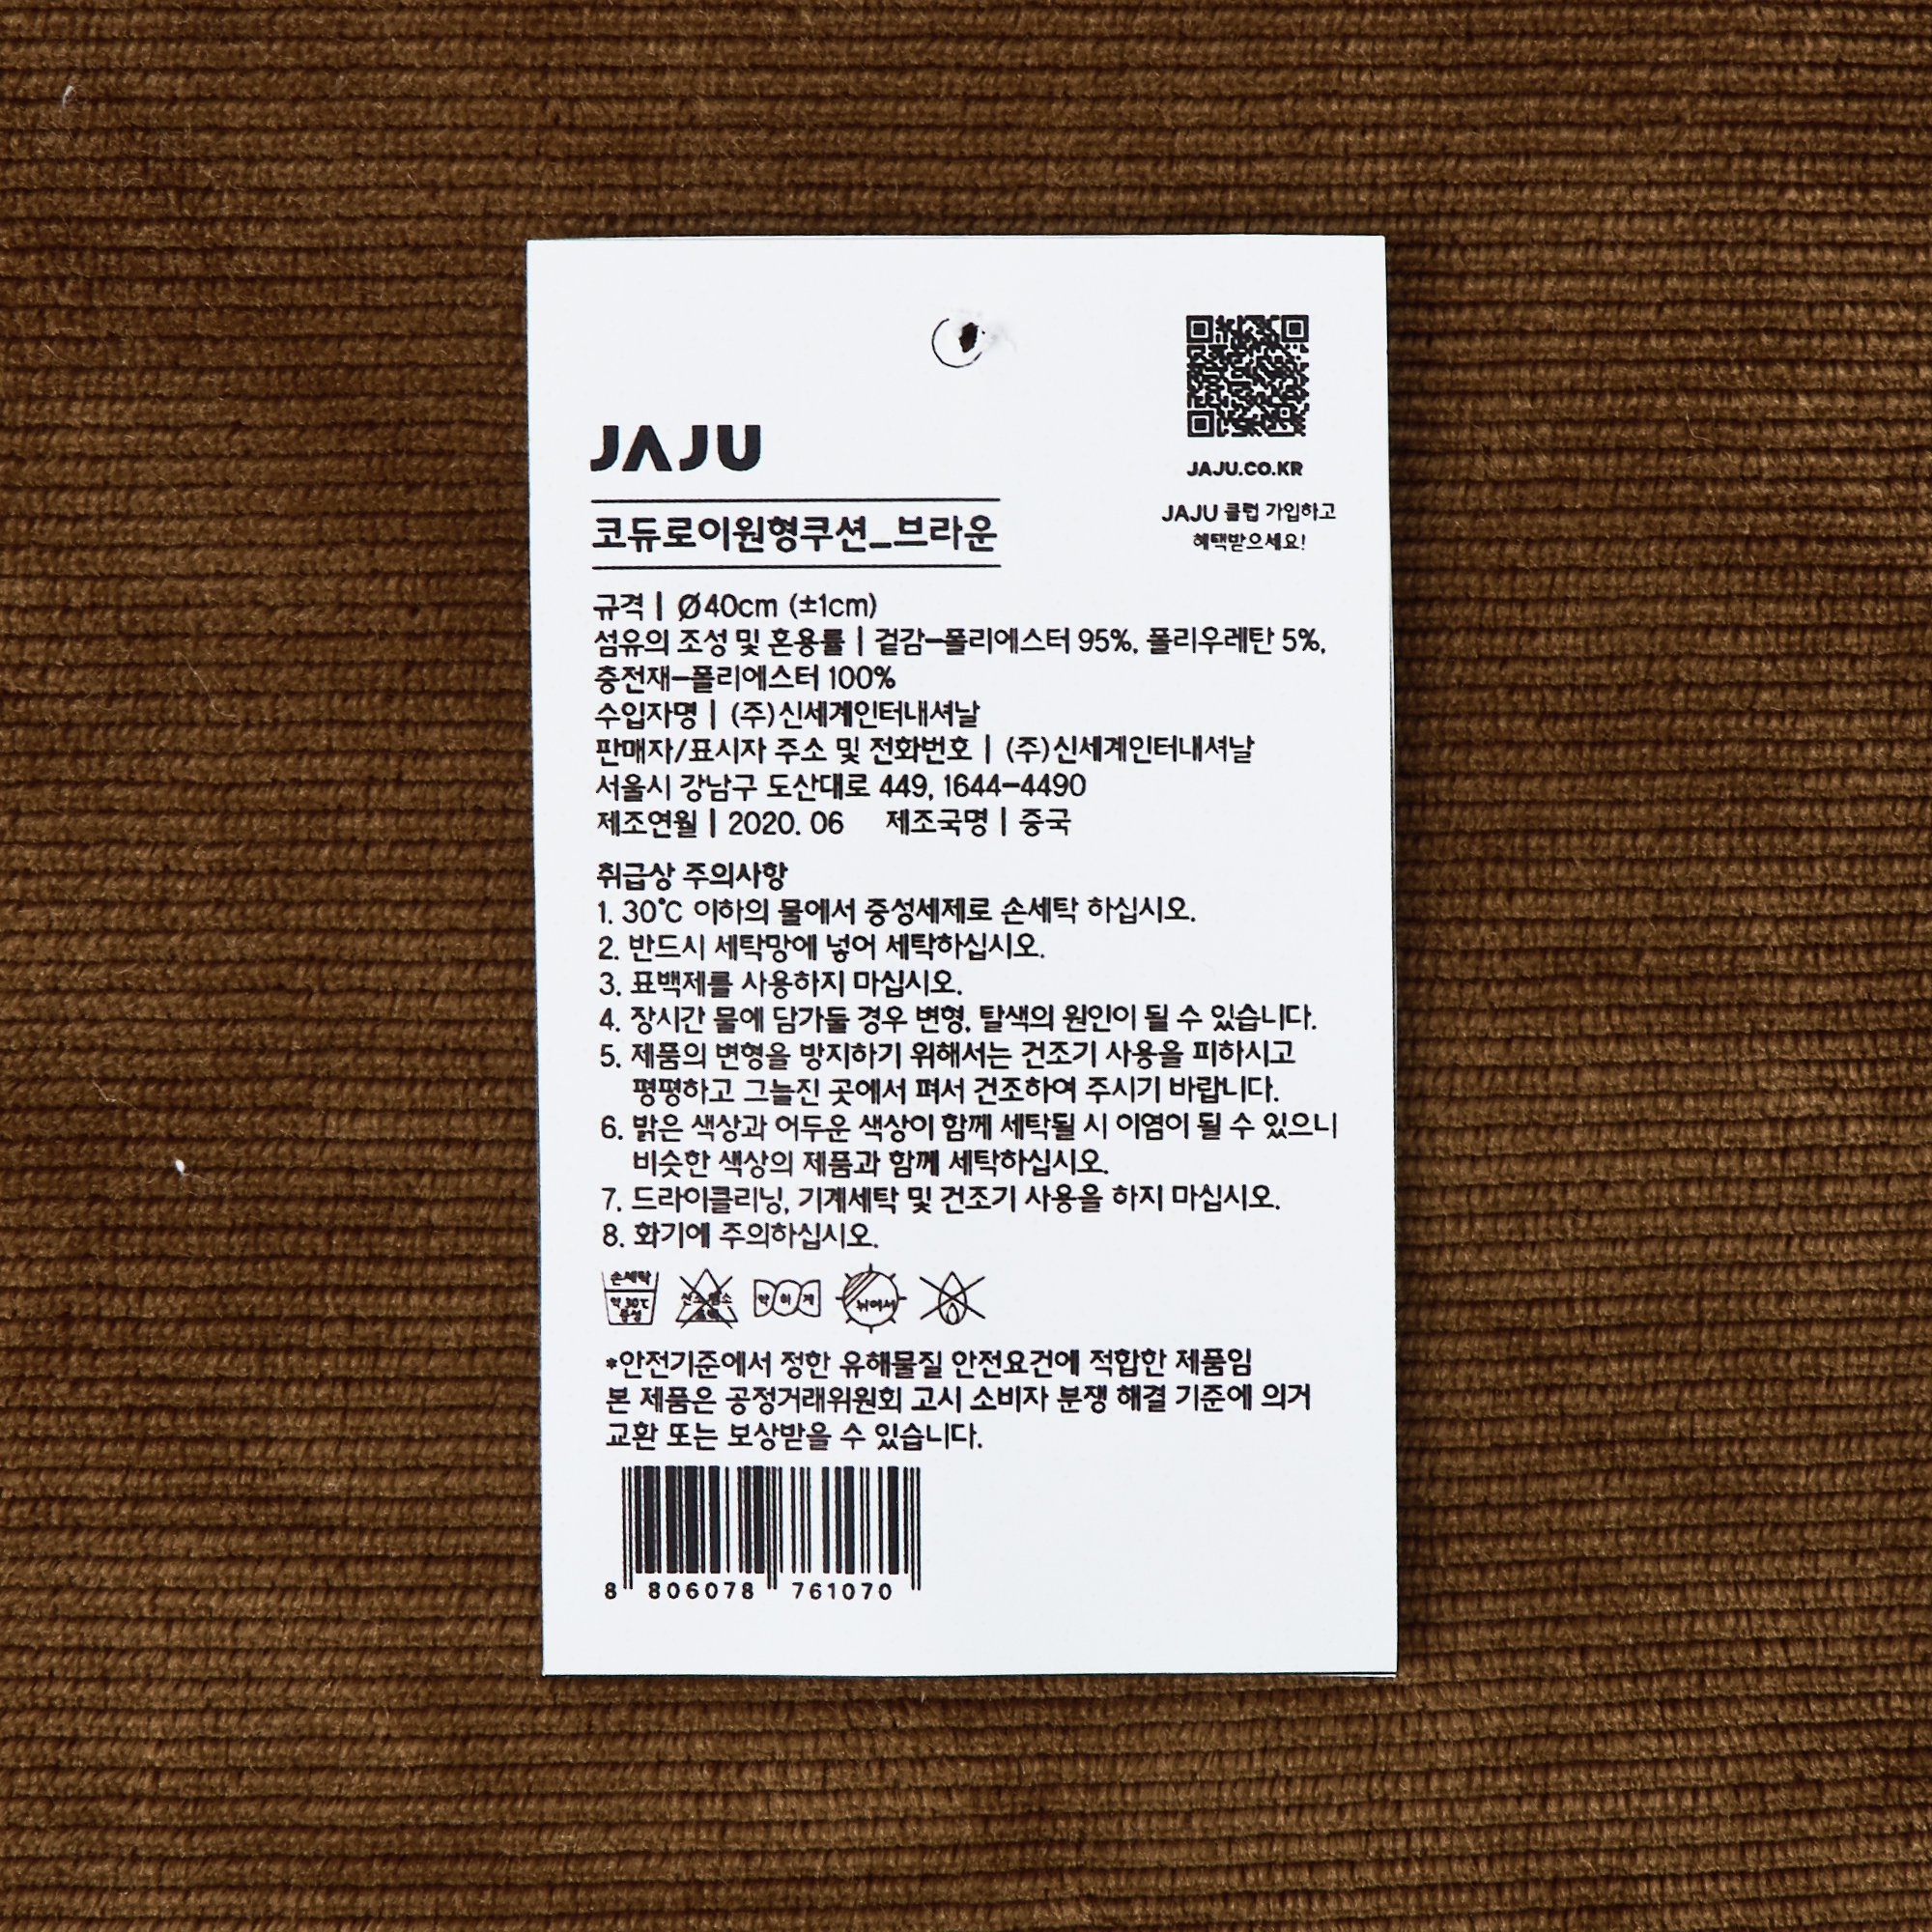 JAJU
JAJU.CO.KR
JAJU 클럽 가입하고
혜택받으세요!
코듀로이원형쿠션_브라운
규격 | Ø40cm (±1cm)
섬유의 조성 및 혼용률 | 겉감-폴리에스터 95%, 폴리우레탄 5%,
충전재-폴리에스터 100%
수입자명 | (주)신세계인터내셔날
판매자/표시자 주소 및 전화번호 | (주)신세계인터내셔날
서울시 강남구 도산대로 449, 1644-4490
제조연월 | 2020. 06 제조국명 | 중국
취급상 주의사항
1. 30℃ 이하의 물에서 중성세제로 손세탁 하십시오.
2. 반드시 세탁망에 넣어 세탁하십시오.
3. 표백제를 사용하지 마십시오.
4. 장시간 물에 담가둘 경우 변형, 탈색의 원인이 될 수 있습니다.
5. 제품의 변형을 방지하기 위해서는 건조기 사용을 피하시고
평평하고 그늘진 곳에서 펴서 건조하여 주시기 바랍니다.
6. 밝은 색상과 어두운 색상이 함께 세탁될 시 이염이 될 수 있으니
비슷한 색상의 제품과 함께 세탁하십시오.
7. 드라이클리닝, 기계세탁 및 건조기 사용을 하지 마십시오.
8. 화기에 주의하십시오.
손세탁
약 30℃
중성
산소 염소
표백
약하게
뉘어서
*안전기준에서 정한 유해물질 안전요건에 적합한 제품임
본 제품은 공정거래위원회 고시 소비자 분쟁 해결 기준에 의거
교환 또는 보상받을 수 있습니다.
8 806078 761070